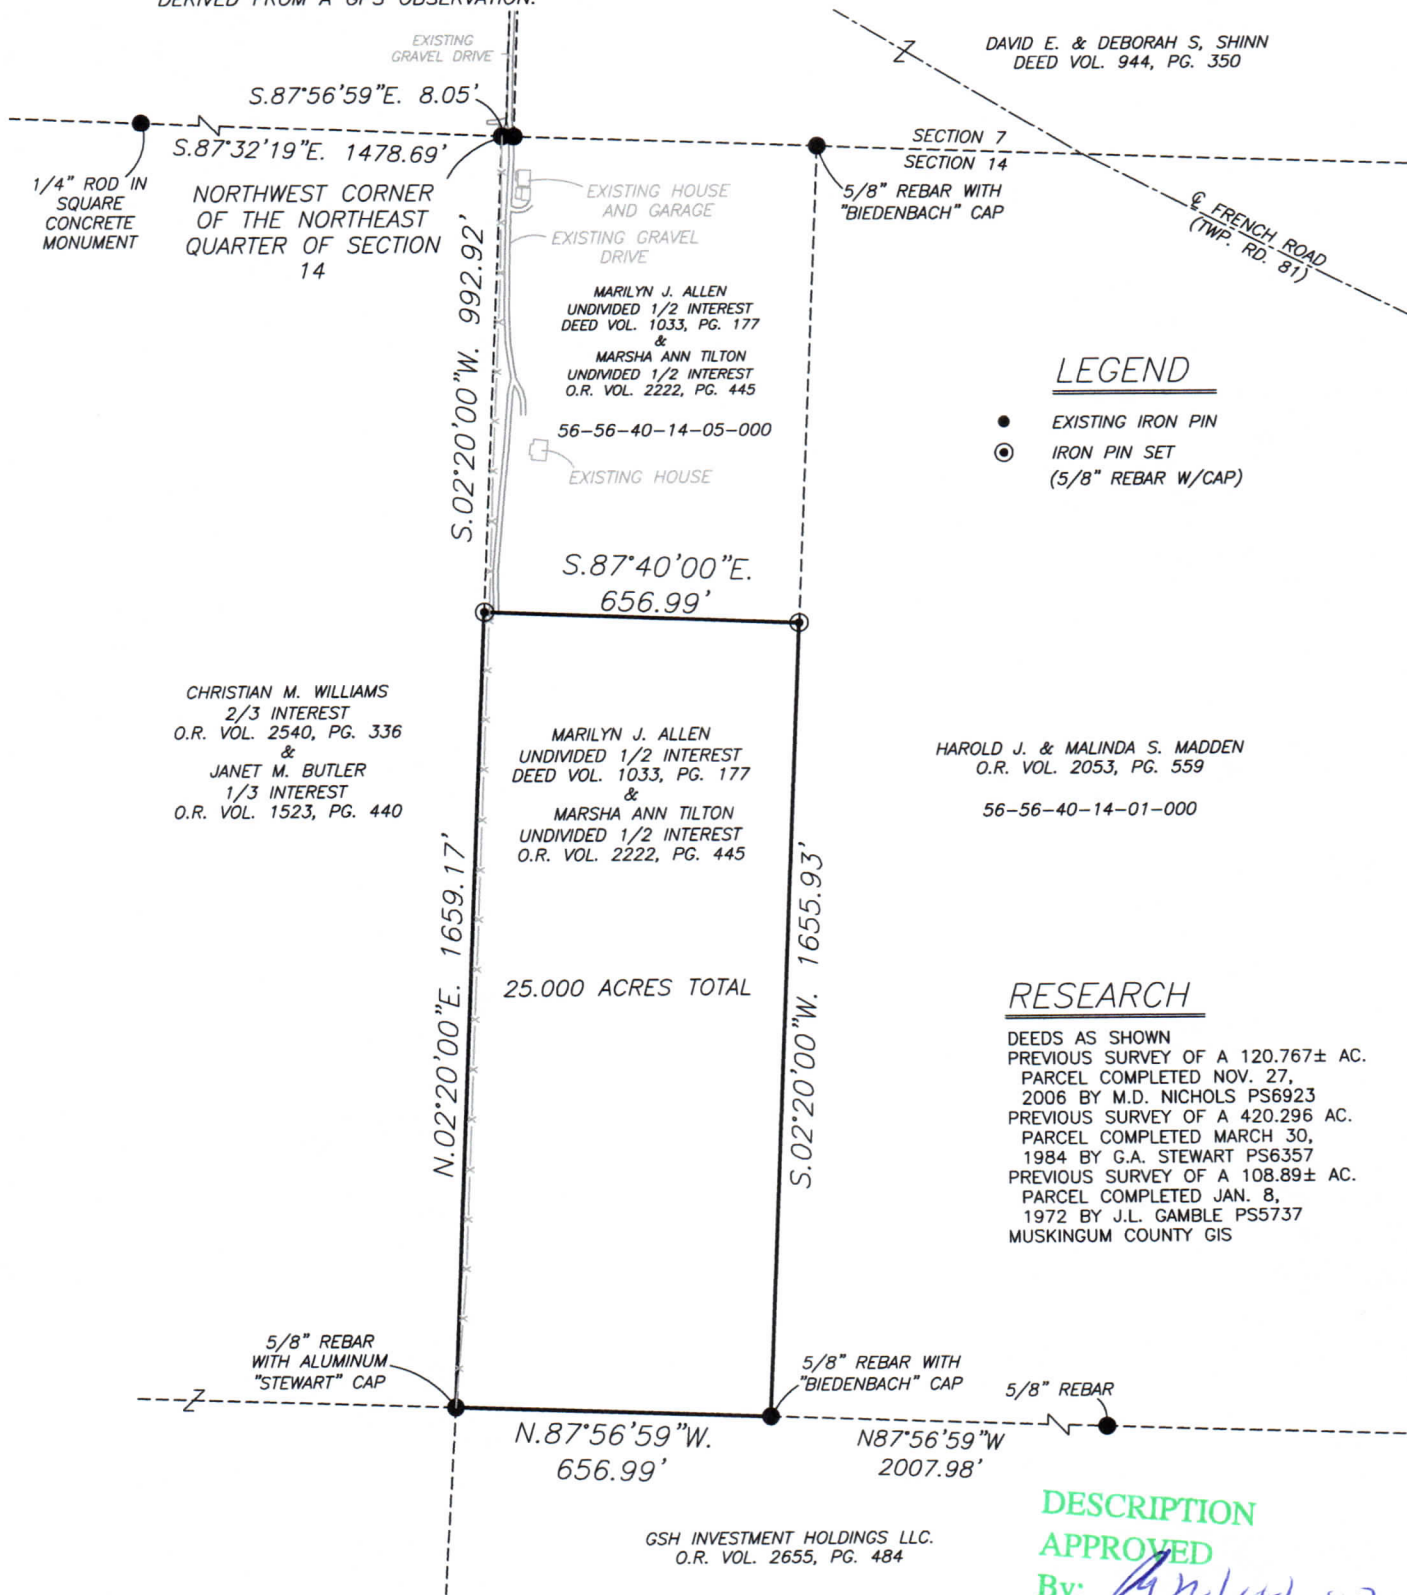 DERIVED FROM A GPS OBSERVATION.
EXISTING
GRAVEL DRIVE
DAVID E. & DEBORAH S, SHINN
DEED VOL. 944, PG. 350
S.87°56'59"E. 8.05'
S.87°32'19"E. 1478.69'
SECTION 7
SECTION 14
1/4" ROD IN
SQUARE
CONCRETE
MONUMENT
NORTHWEST CORNER
OF THE NORTHEAST
QUARTER OF SECTION
14
EXISTING HOUSE
AND GARAGE
5/8" REBAR WITH
"BIEDENBACH" CAP
℄ FRENCH ROAD
(TWP. RD. 81)
EXISTING GRAVEL
DRIVE
S.02°20'00"W. 992.92'
MARILYN J. ALLEN
UNDIVIDED 1/2 INTEREST
DEED VOL. 1033, PG. 177
&
MARSHA ANN TILTON
UNDIVIDED 1/2 INTEREST
O.R. VOL. 2222, PG. 445
56-56-40-14-05-000
EXISTING HOUSE
LEGEND
EXISTING IRON PIN
IRON PIN SET
(5/8" REBAR W/CAP)
S.87°40'00"E.
656.99'
CHRISTIAN M. WILLIAMS
2/3 INTEREST
O.R. VOL. 2540, PG. 336
&
JANET M. BUTLER
1/3 INTEREST
O.R. VOL. 1523, PG. 440
MARILYN J. ALLEN
UNDIVIDED 1/2 INTEREST
DEED VOL. 1033, PG. 177
&
MARSHA ANN TILTON
UNDIVIDED 1/2 INTEREST
O.R. VOL. 2222, PG. 445
HAROLD J. & MALINDA S. MADDEN
O.R. VOL. 2053, PG. 559
56-56-40-14-01-000
N.02°20'00"E. 1659.17'
25.000 ACRES TOTAL
S.02°20'00"W. 1655.93'
RESEARCH
DEEDS AS SHOWN
PREVIOUS SURVEY OF A 120.767± AC.
PARCEL COMPLETED NOV. 27,
2006 BY M.D. NICHOLS PS6923
PREVIOUS SURVEY OF A 420.296 AC.
PARCEL COMPLETED MARCH 30,
1984 BY G.A. STEWART PS6357
PREVIOUS SURVEY OF A 108.89± AC.
PARCEL COMPLETED JAN. 8,
1972 BY J.L. GAMBLE PS5737
MUSKINGUM COUNTY GIS
5/8" REBAR
WITH ALUMINUM
"STEWART" CAP
5/8" REBAR WITH
"BIEDENBACH" CAP
5/8" REBAR
N.87°56'59"W.
656.99'
N87°56'59"W
2007.98'
GSH INVESTMENT HOLDINGS LLC.
O.R. VOL. 2655, PG. 484
DESCRIPTION
APPROVED
By: